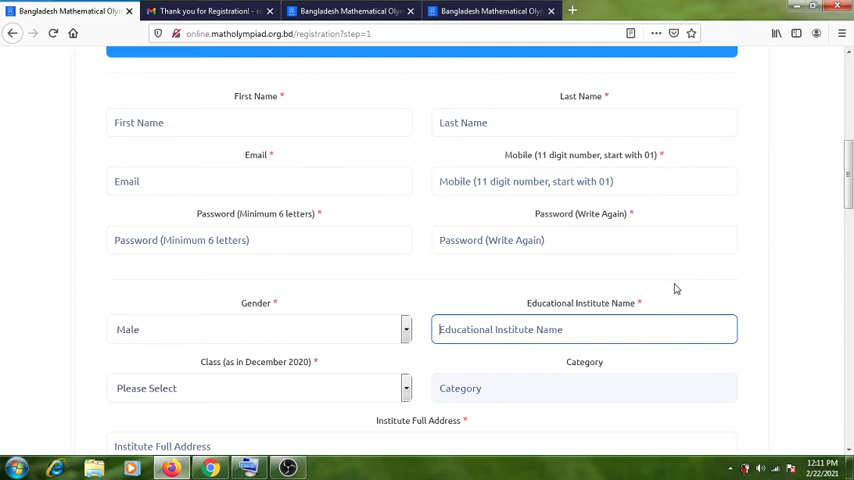 Bangladesh Mathematical Olym
Thank you for Registration! - r
Bangladesh Mathematical Olym
Bangladesh Mathematical Olym
online.matholympiad.org.bd/registration?step=1
First Name *
Last Name *
First Name
Last Name
Email *
Mobile (11 digit number, start with 01) *
Email
Mobile (11 digit number, start with 01)
Password (Minimum 6 letters) *
Password (Write Again) *
Password (Minimum 6 letters)
Password (Write Again)
Gender *
Educational Institute Name *
Male
Educational Institute Name
Class (as in December 2020) *
Category
Please Select
Category
Institute Full Address *
Institute Full Address
12:11 PM
2/22/2021